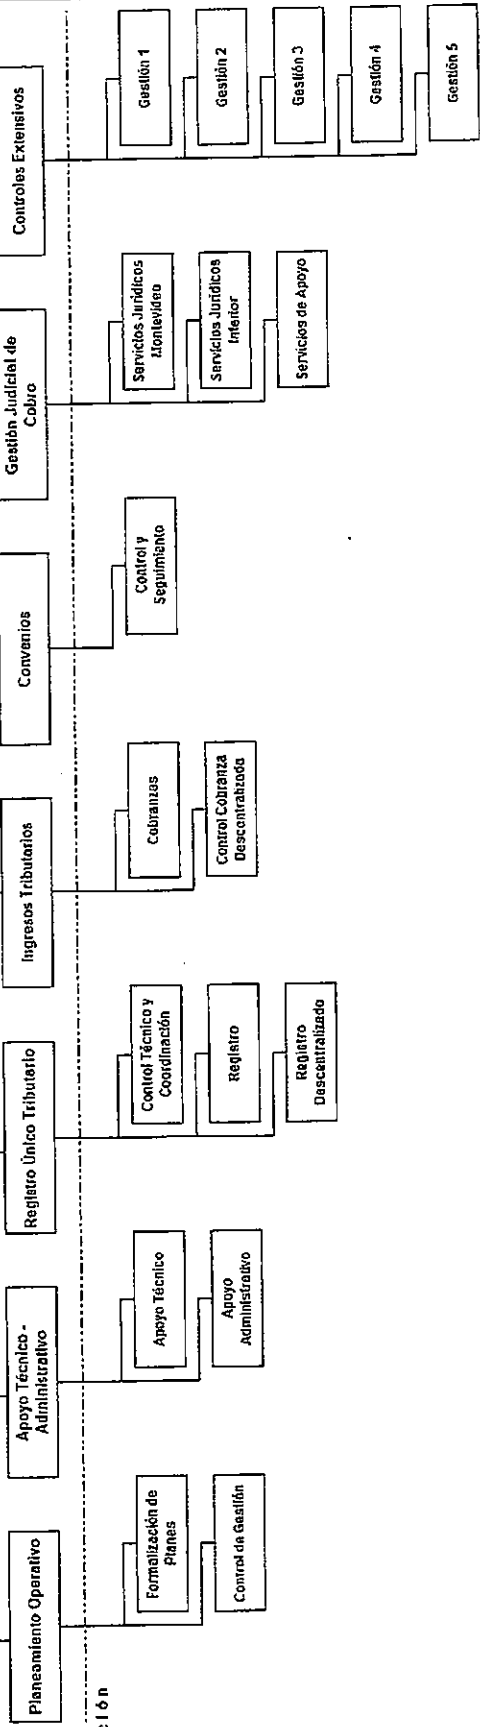 Planeamiento Operativo
Apoyo Técnico -
Administrativo
Registro Único Tributario
Ingresos Tributarios
Convenios
Gestión Judicial de
Cobro
Controles Extensivos
ción
Formalización de
Planes
Control de Gestión
Apoyo Técnico
Apoyo
Administrativo
Control Técnico y
Coordinación
Registro
Registro
Descentralizado
Cobranzas
Control Cobranza
Descentralizada
Control y
Seguimiento
Servicios Jurídicos
Montevideo
Servicios Jurídicos
Interior
Servicios de Apoyo
Gestión 1
Gestión 2
Gestión 3
Gestión 4
Gestión 5